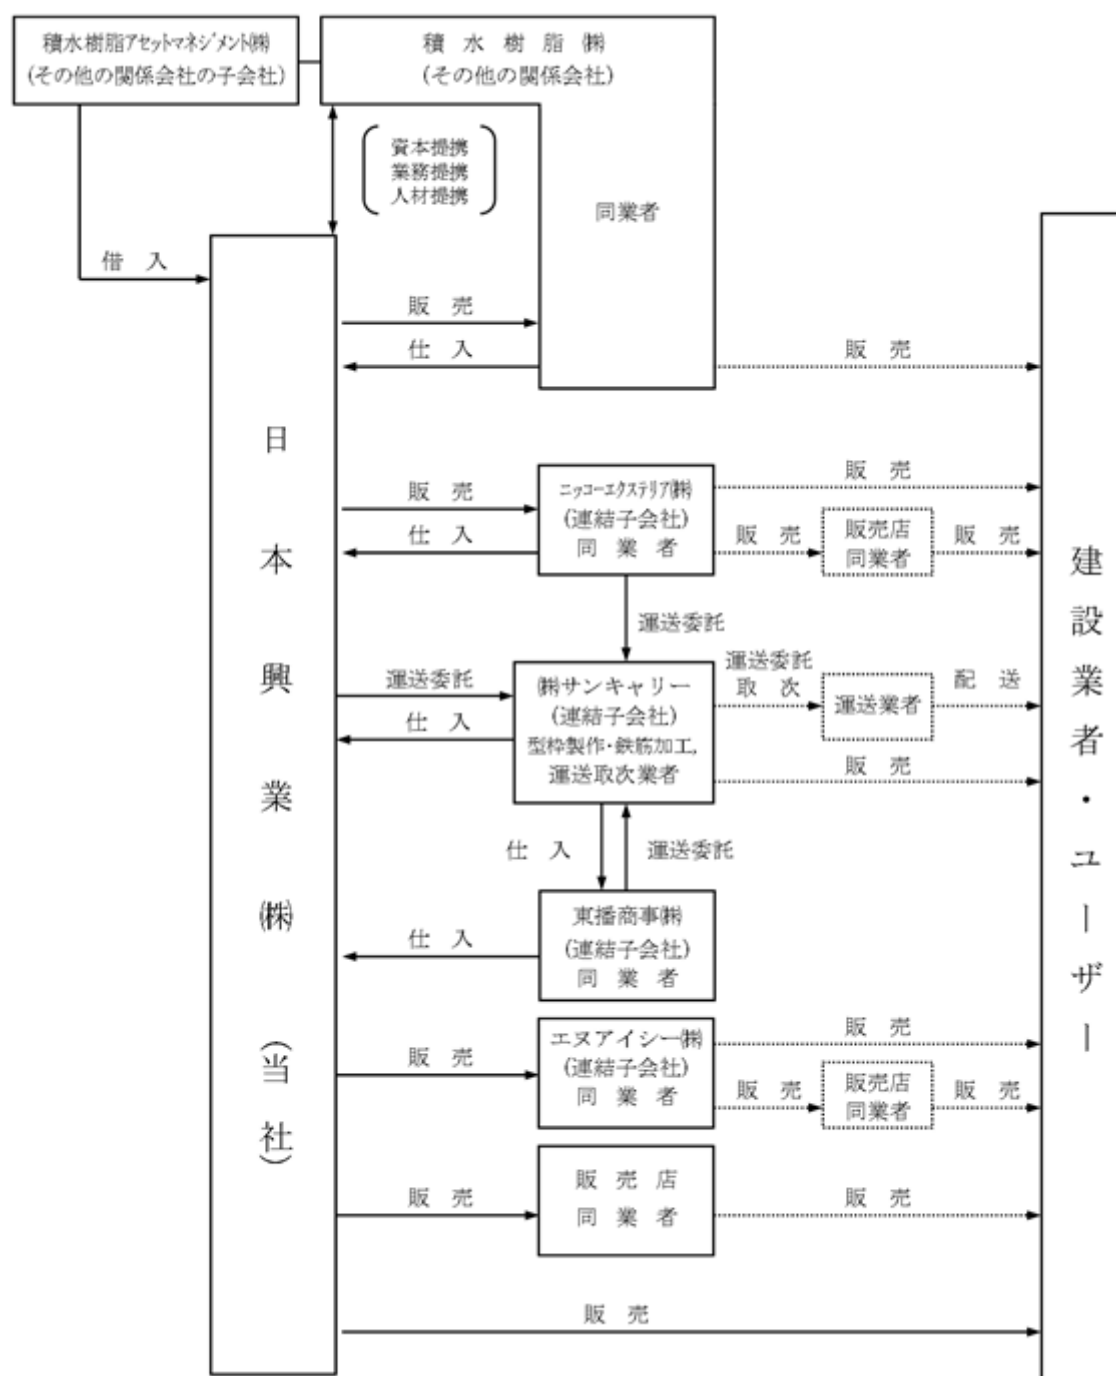 積水樹脂アセットマネジメント㈱
(その他の関係会社の子会社)
積水樹脂㈱
(その他の関係会社)
資本提携
業務提携
人材提携
同業者
借入
販売
仕入
販売
日本興業㈱(当社)
建設業者・ユーザー
販売
仕入
ニッコーエクステリア㈱
(連結子会社)
同業者
販売
販売
販売店
同業者
販売
運送委託
運送委託
仕入
㈱サンキャリー
(連結子会社)
型枠製作・鉄筋加工,
運送取次業者
運送委託
取次
運送業者
配送
販売
仕入
運送委託
仕入
東播商事㈱
(連結子会社)
同業者
販売
エヌアイシー㈱
(連結子会社)
同業者
販売
販売
販売店
同業者
販売
販売
販売店
同業者
販売
販売